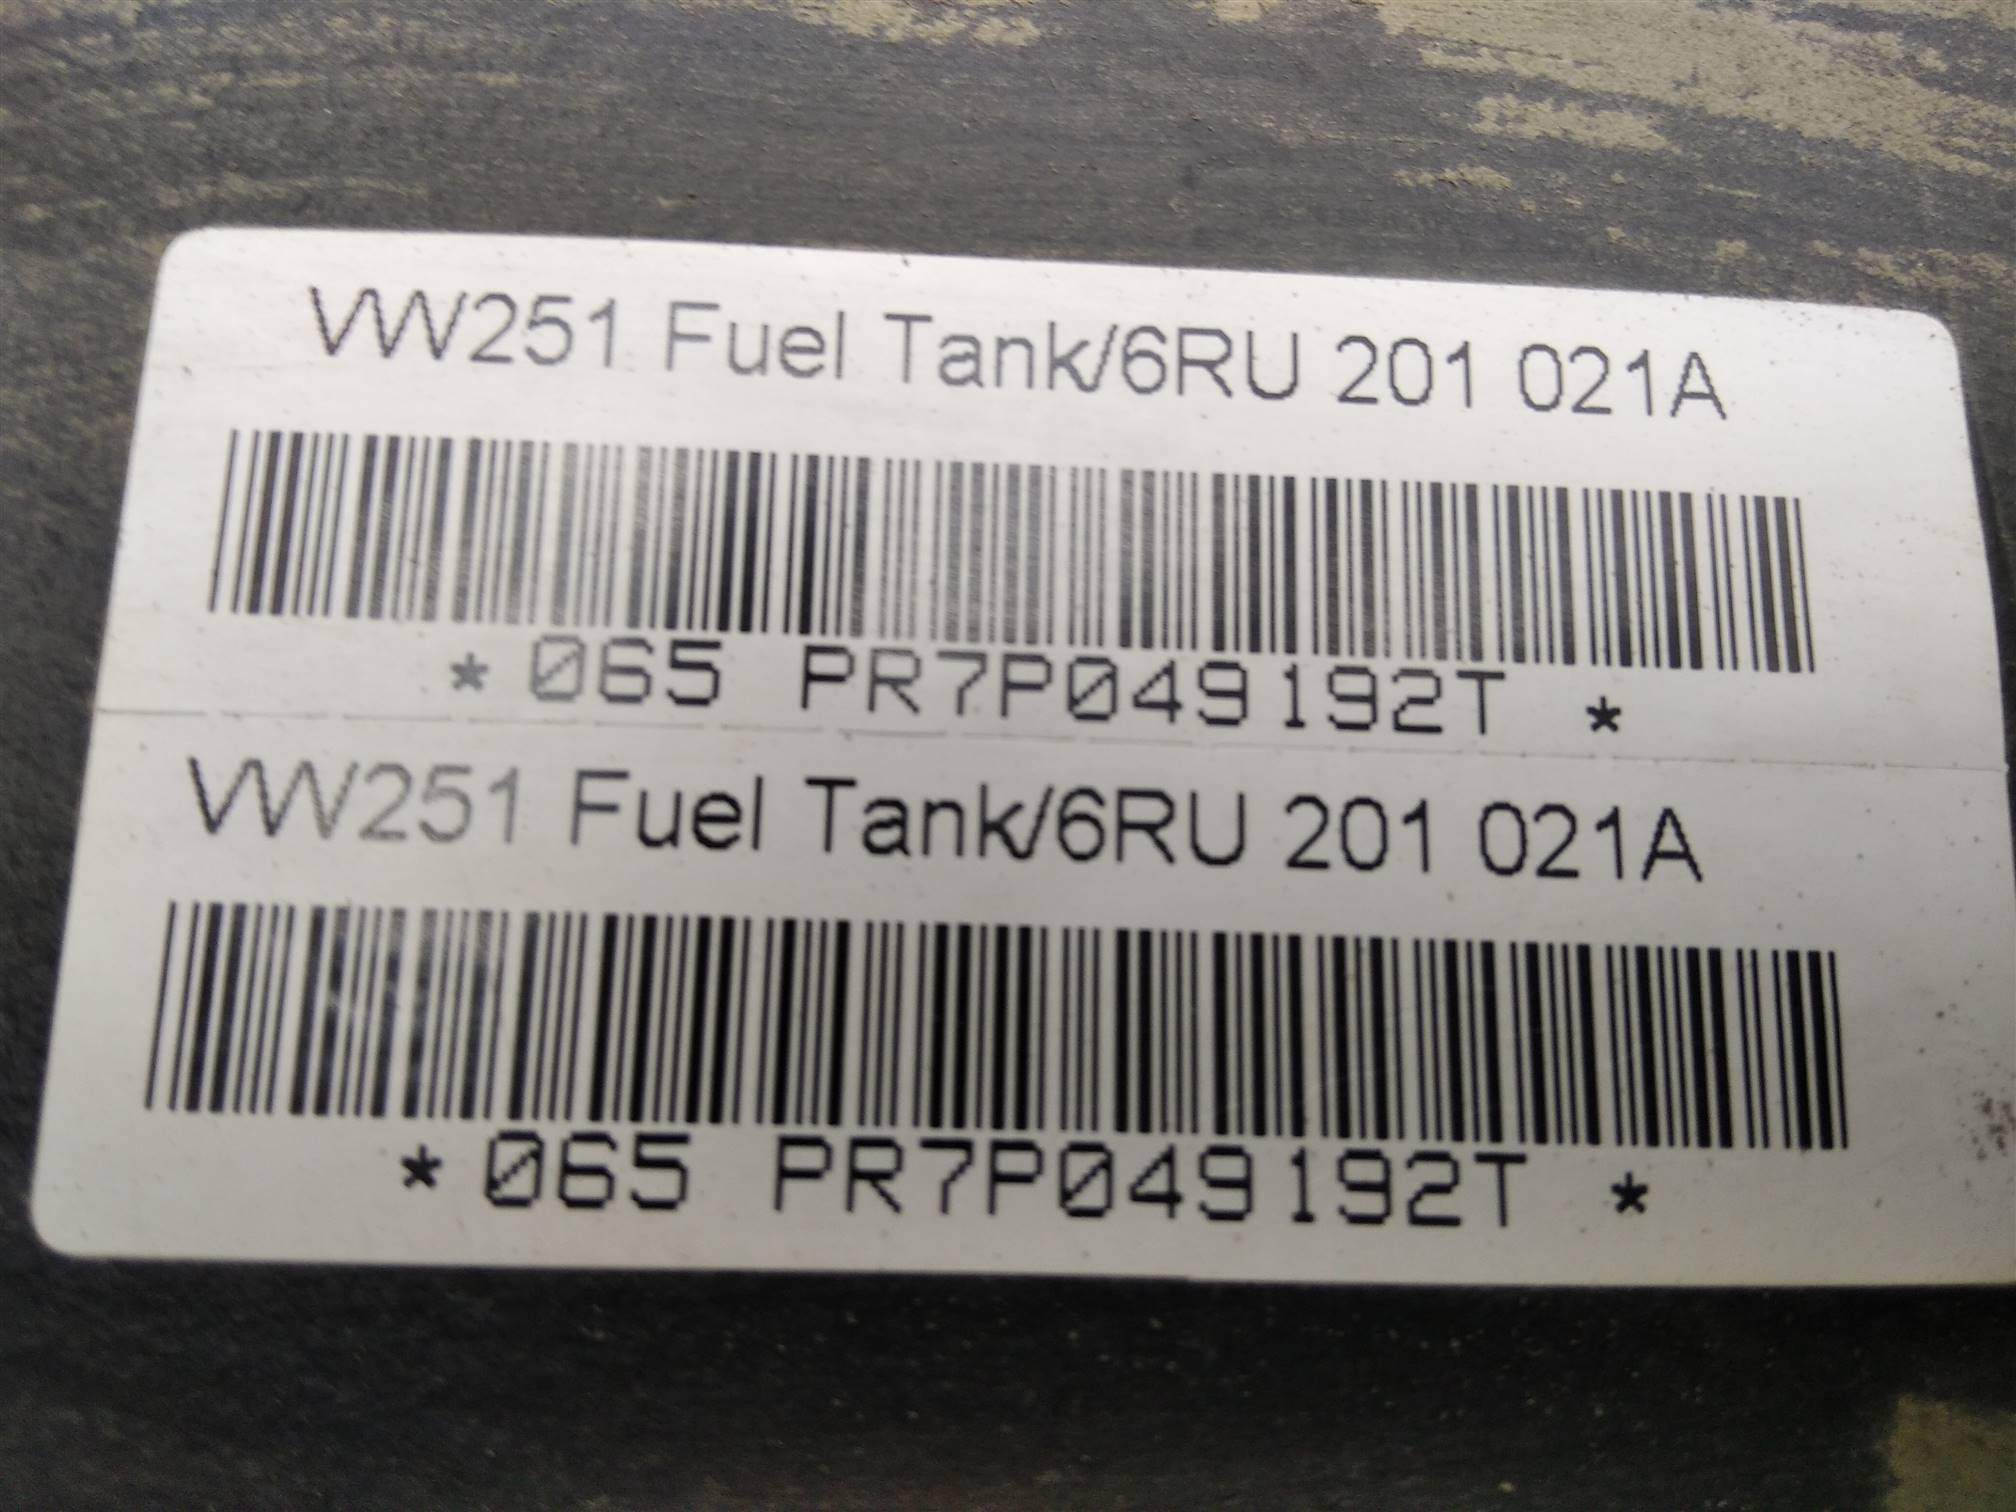 VW251 Fuel Tank/6RU 201 021A
*065 PR7P049192T *
VW251 Fuel Tank/6RU 201 021A
*065 PR7P049192T *